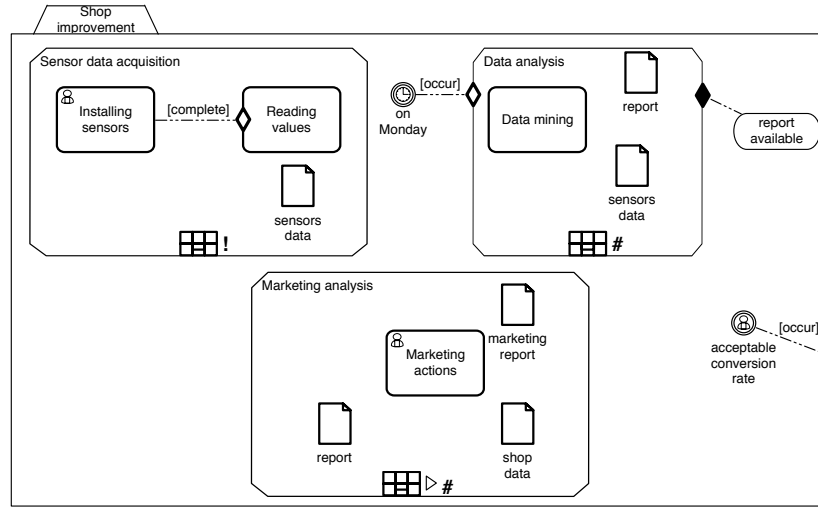 Shop
improvement
Sensor data acquisition
Installing
sensors
[complete]
Reading
values
sensors
data
!
[occur]
on
Monday
Data analysis
Data mining
report
sensors
data
#
report
available
Marketing analysis
Marketing
actions
marketing
report
report
shop
data
#
[occur]
acceptable
conversion
rate